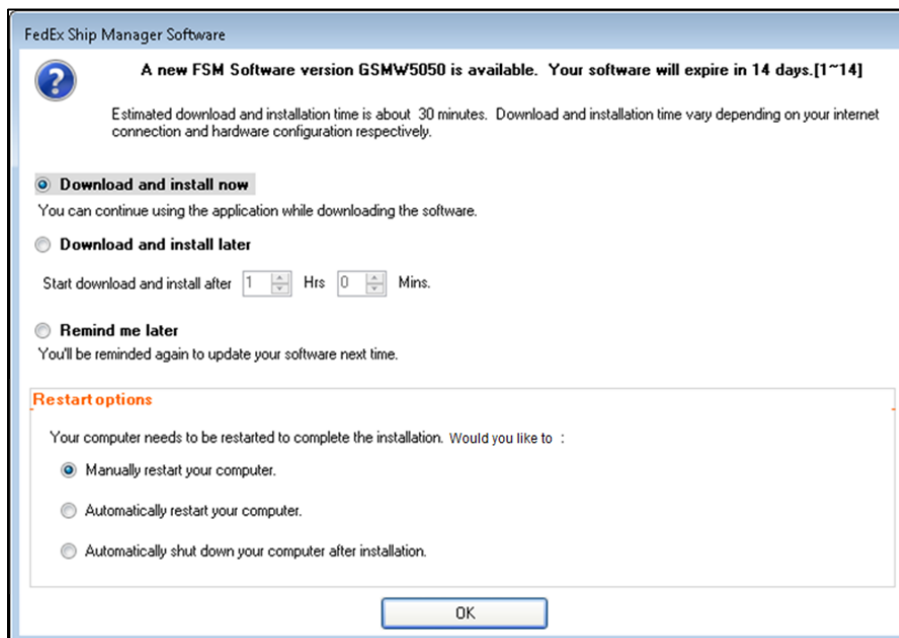 FedEx Ship Manager Software
A new FSM Software version GSMW5050 is available. Your software will expire in 14 days.[1~14]
Estimated download and installation time is about 30 minutes. Download and installation time vary depending on your internet
connection and hardware configuration respectively.
Download and install now
You can continue using the application while downloading the software.
Download and install later
Start download and install after 1 Hrs 0 Mins.
Remind me later
You'll be reminded again to update your software next time.
Restart options
Your computer needs to be restarted to complete the installation. Would you like to :
Manually restart your computer.
Automatically restart your computer.
Automatically shut down your computer after installation.
OK